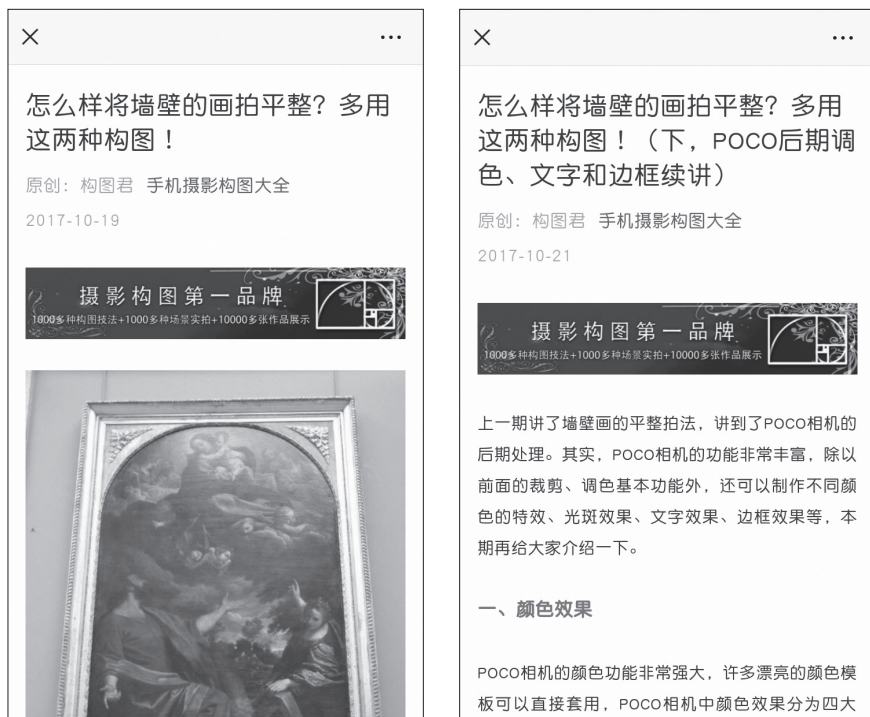 怎么样将墙壁的画拍平整？多用
这两种构图！
原创：构图君 手机摄影构图大全
2017-10-19
摄影构图第一品牌
1000多种构图技法+1000多种场景实拍+10000多张作品展示
怎么样将墙壁的画拍平整？多用
这两种构图！（下，POCO后期调
色、文字和边框续讲）
原创：构图君 手机摄影构图大全
2017-10-21
摄影构图第一品牌
1000多种构图技法+1000多种场景实拍+10000多张作品展示
上一期讲了墙壁画的平整拍法，讲到了POCO相机的
后期处理。其实，POCO相机的功能非常丰富，除以
前面的裁剪、调色基本功能外，还可以制作不同颜
色的特效、光斑效果、文字效果、边框效果等，本
期再给大家介绍一下。
一、颜色效果
POCO相机的颜色功能非常强大，许多漂亮的颜色模
板可以直接套用，POCO相机中颜色效果分为四大